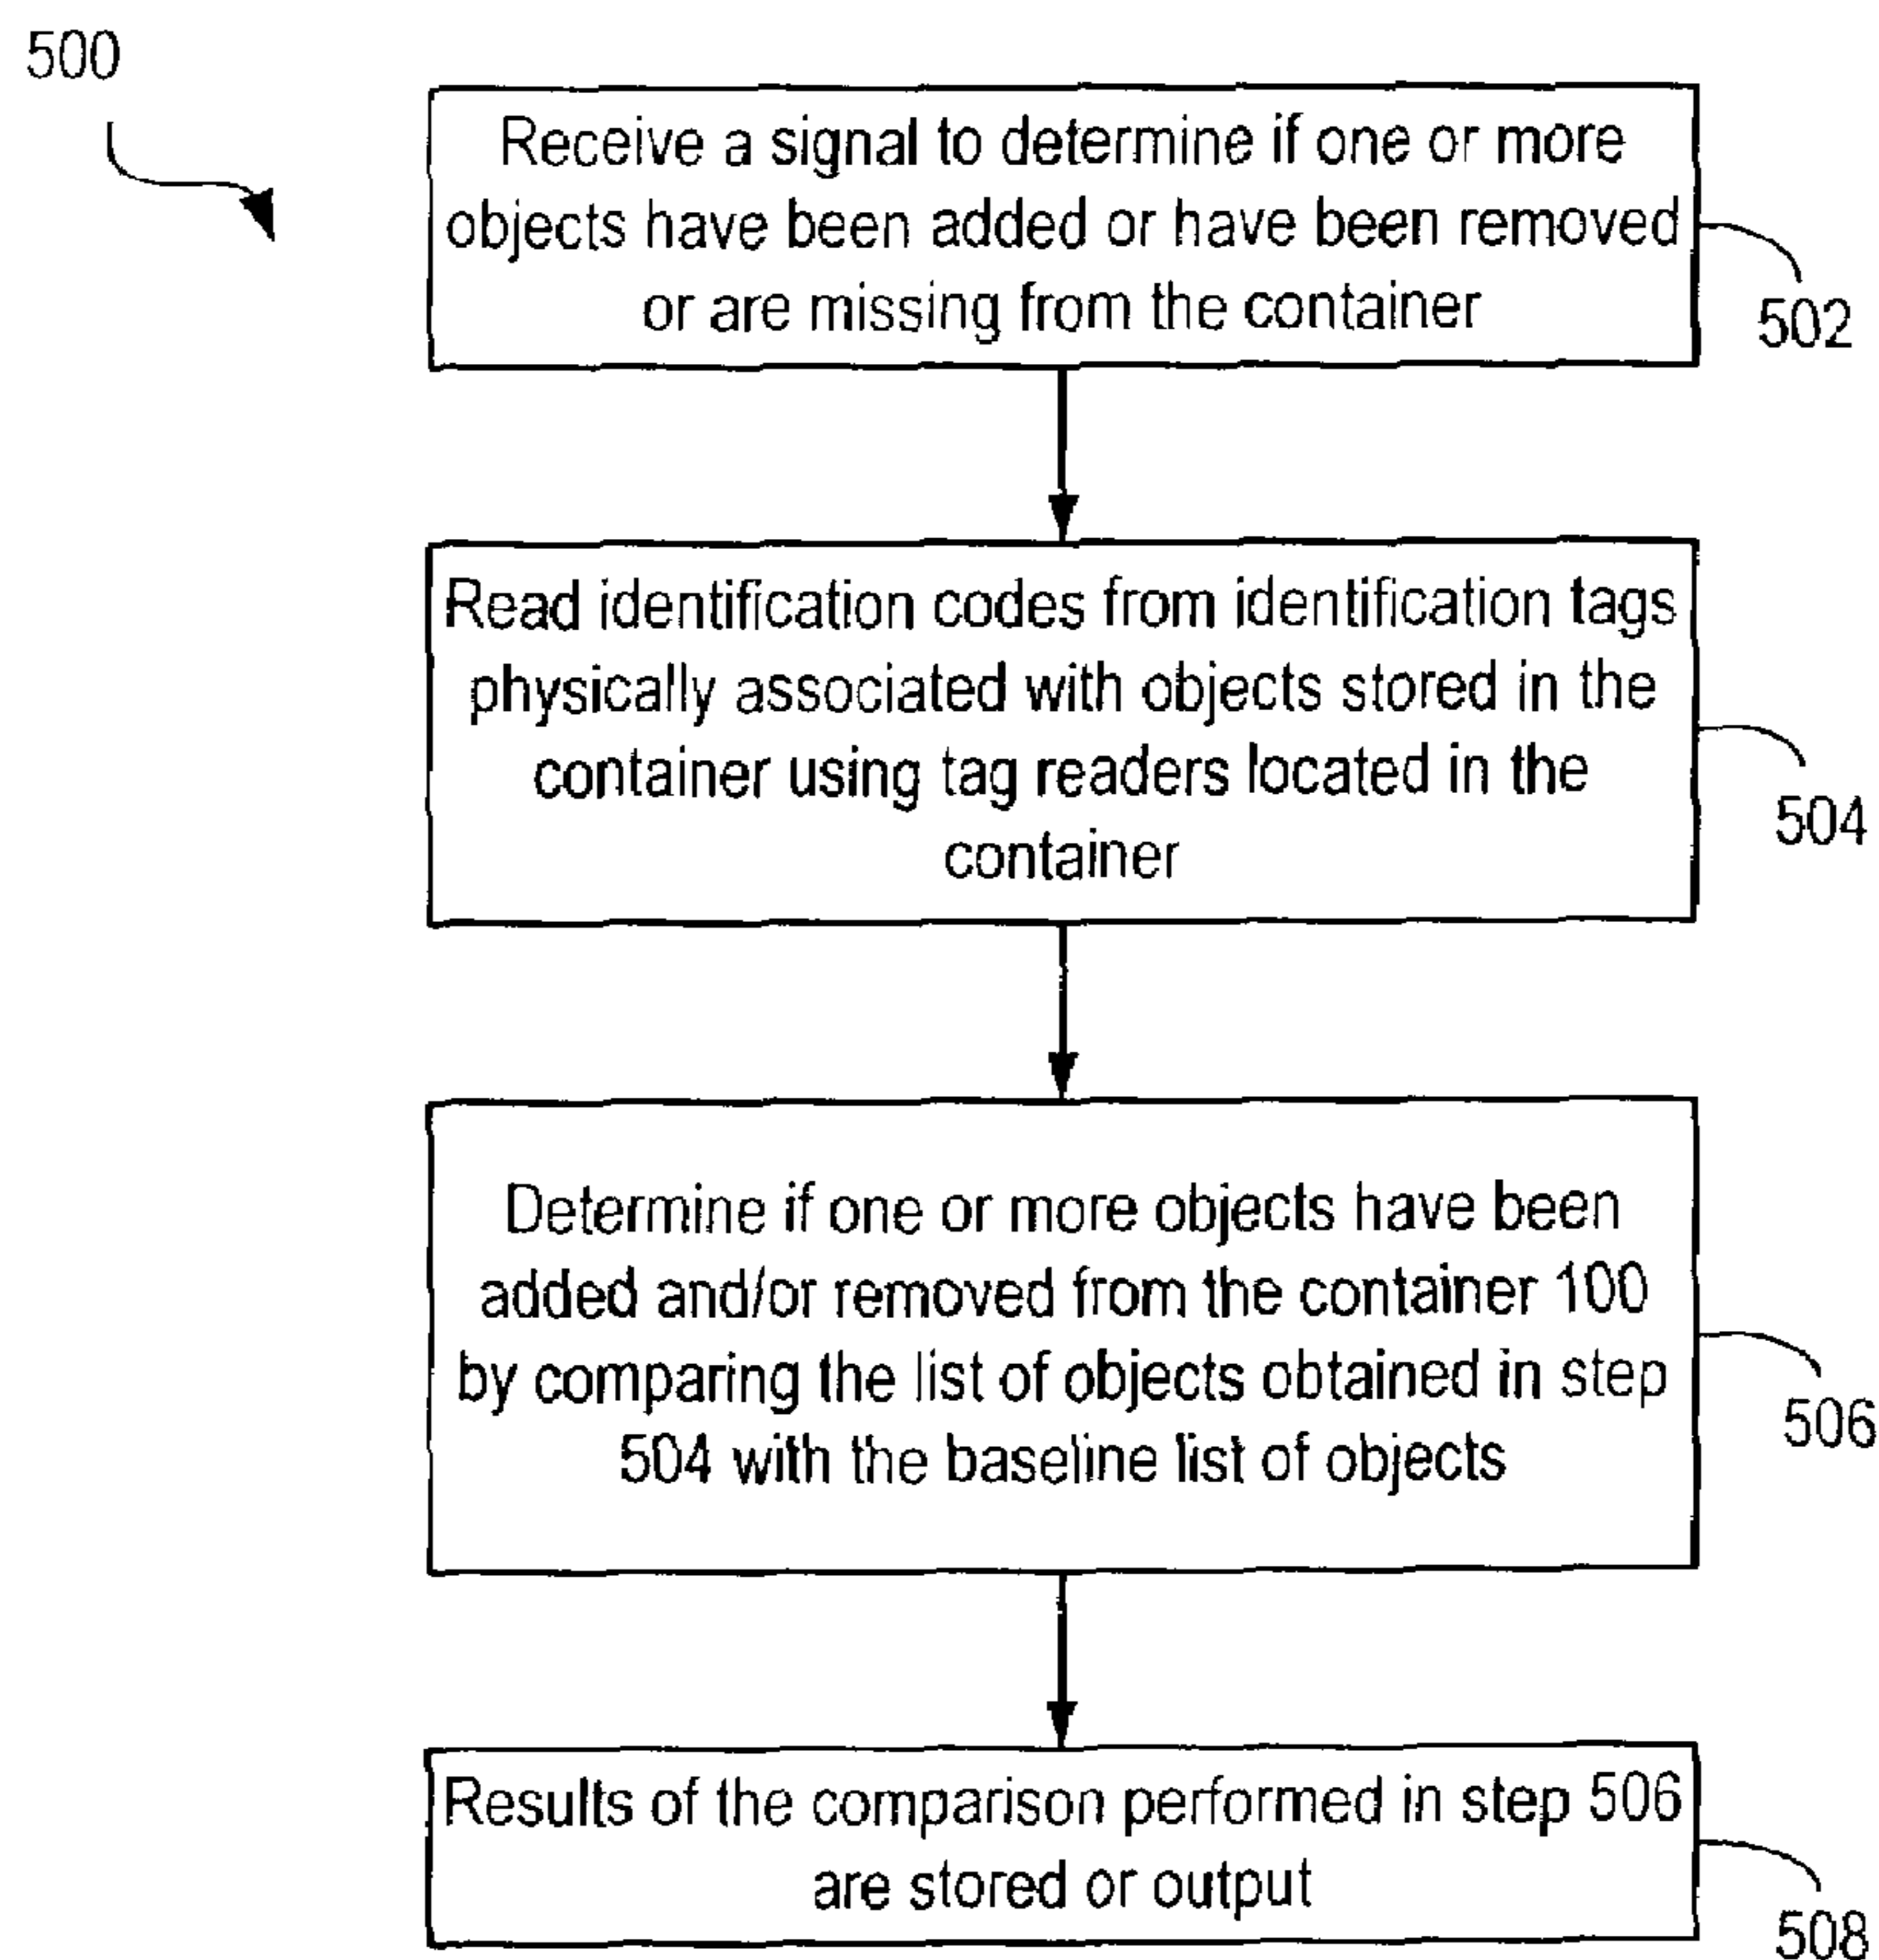 500
Receive a signal to determine if one or more
objects have been added or have been removed
or are missing from the container
502
Read identification codes from identification tags
physically associated with objects stored in the
container using tag readers located in the
container
504
Determine if one or more objects have been
added and/or removed from the container 100
by comparing the list of objects obtained in step
504 with the baseline list of objects
506
Results of the comparison performed in step 506
are stored or output
508